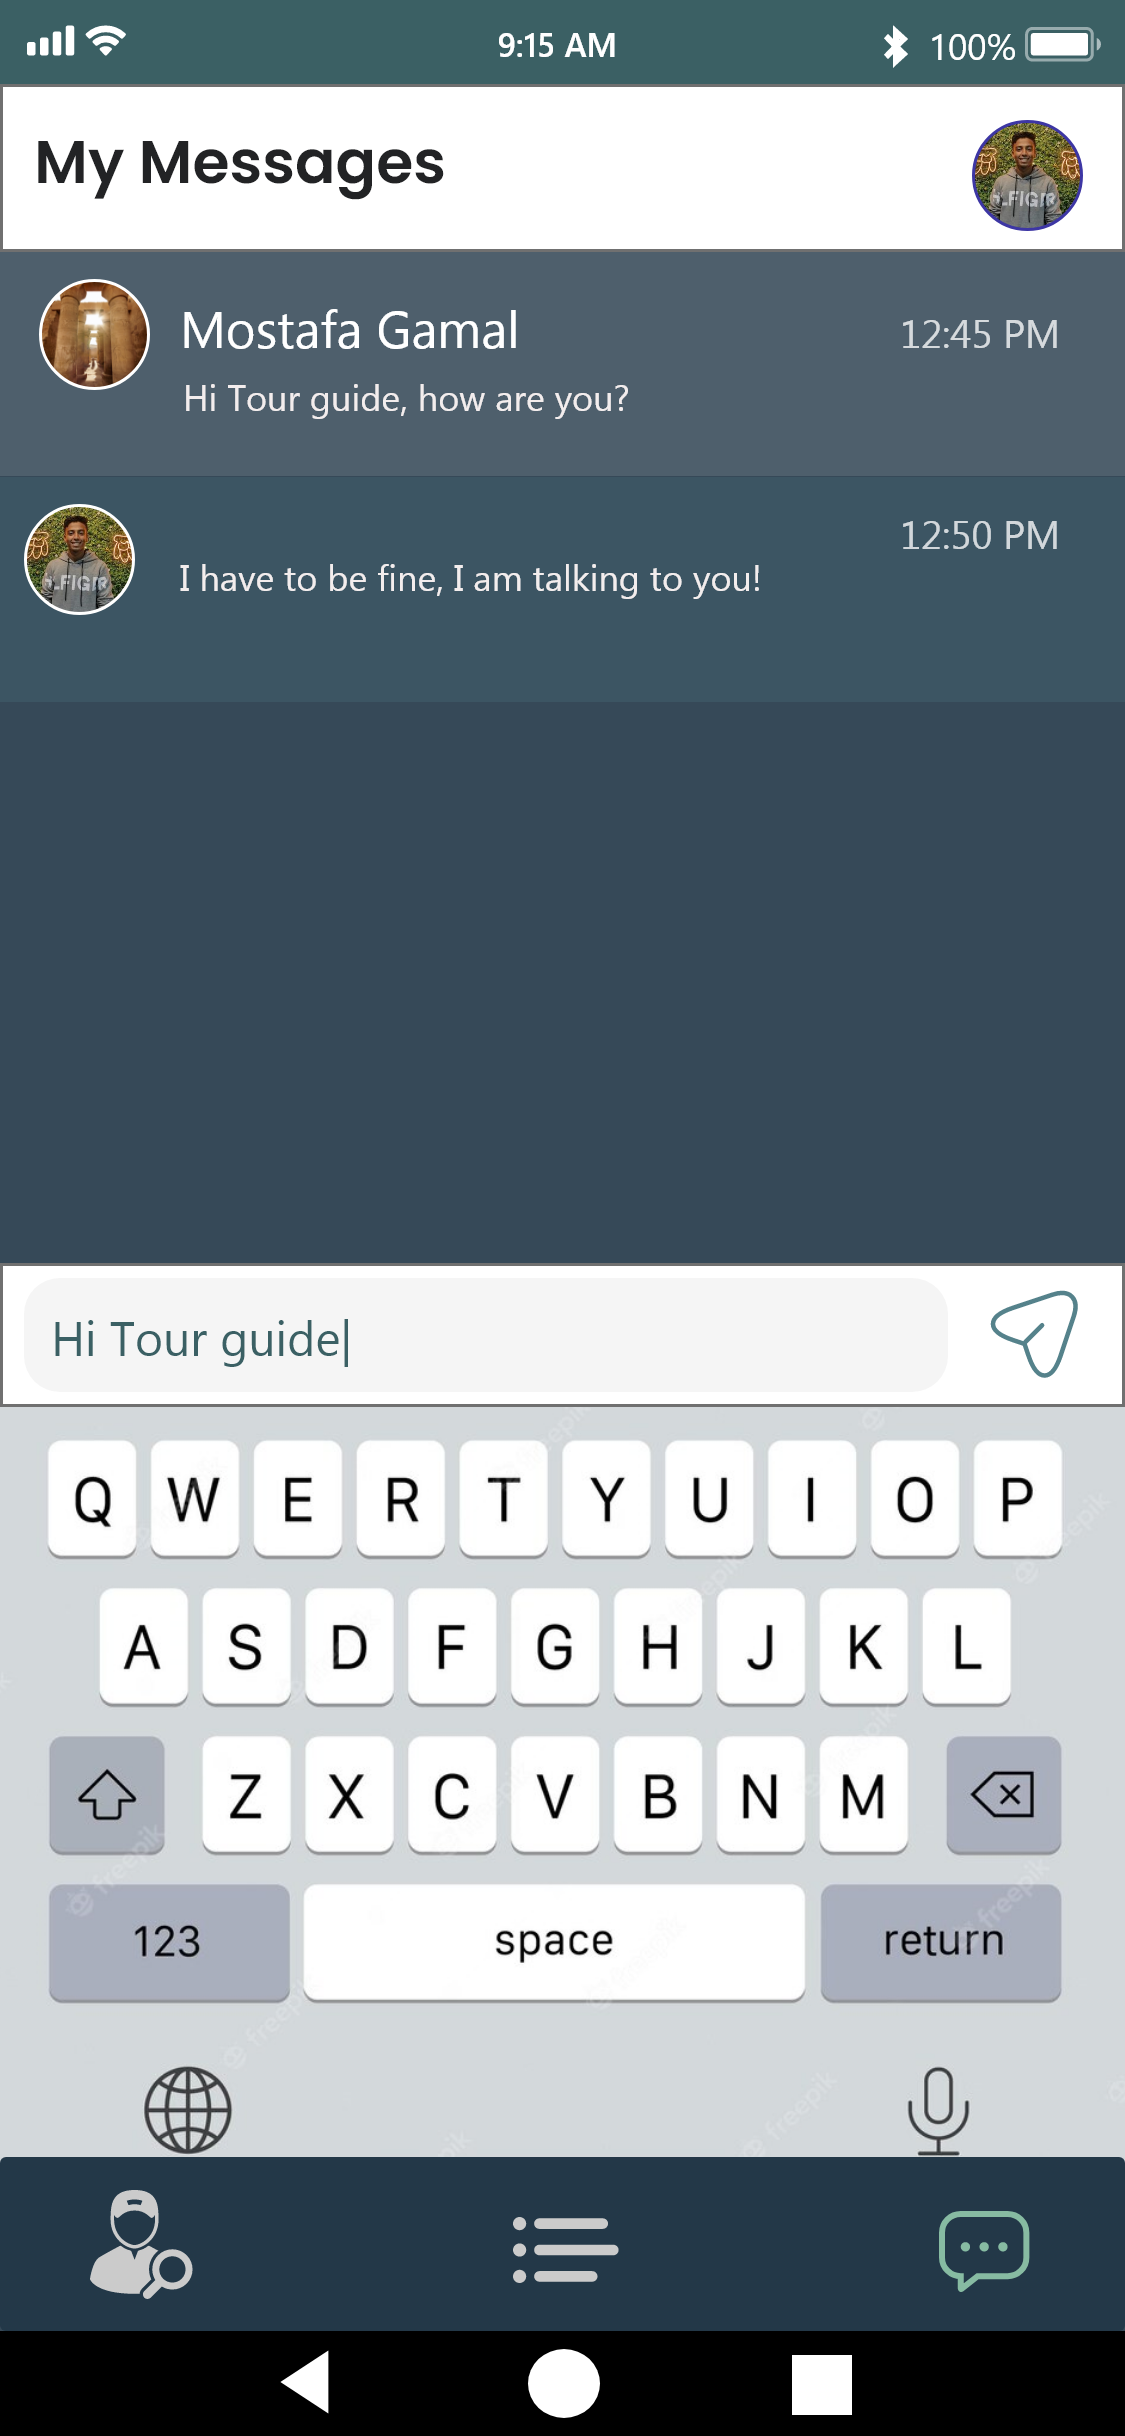 9:15 AM
100%
My Messages
Mostafa Gamal
12:45 PM
Hi Tour guide, how are you?
12:50 PM
I have to be fine, I am talking to you!
Hi Tour guide
Q W E R T Y U I O P
A S D F G H J K L
Z X C V B N M
123 space return
freepik